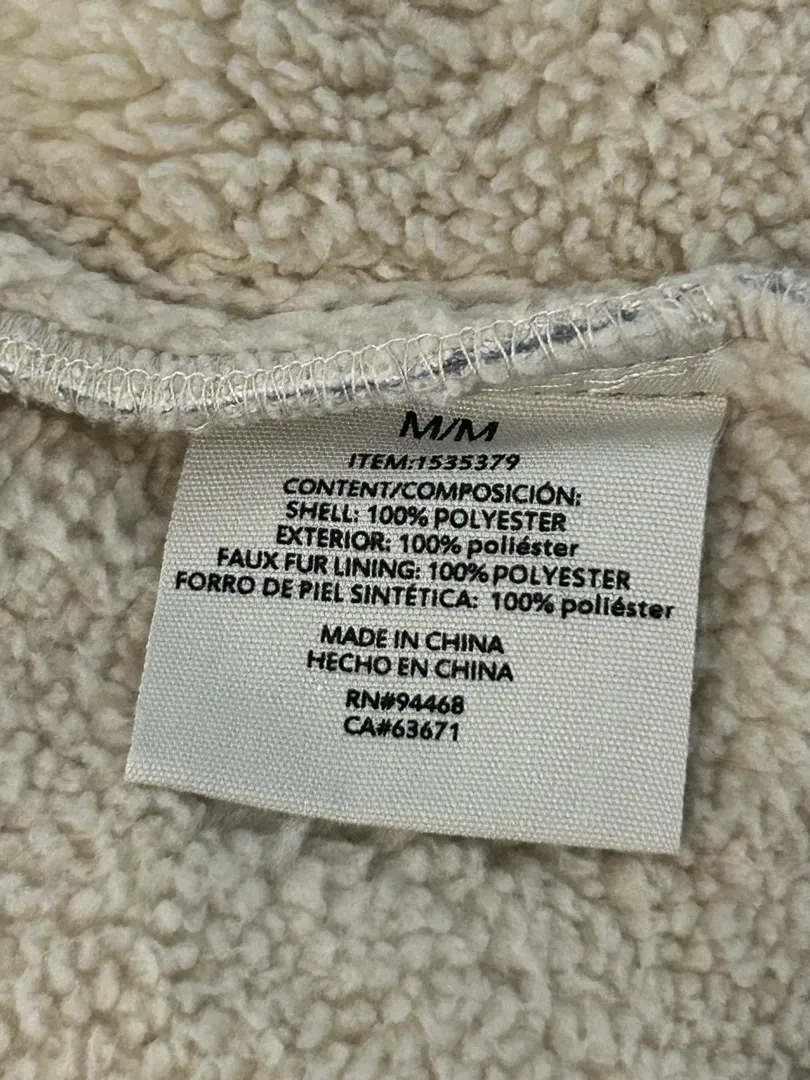 M/M
ITEM:1535379
CONTENT/COMPOSICIÓN:
SHELL: 100% POLYESTER
EXTERIOR: 100% poliéster
FAUX FUR LINING: 100% POLYESTER
FORRO DE PIEL SINTÉTICA: 100% poliéster
MADE IN CHINA
HECHO EN CHINA
RN#94468
CA#63671